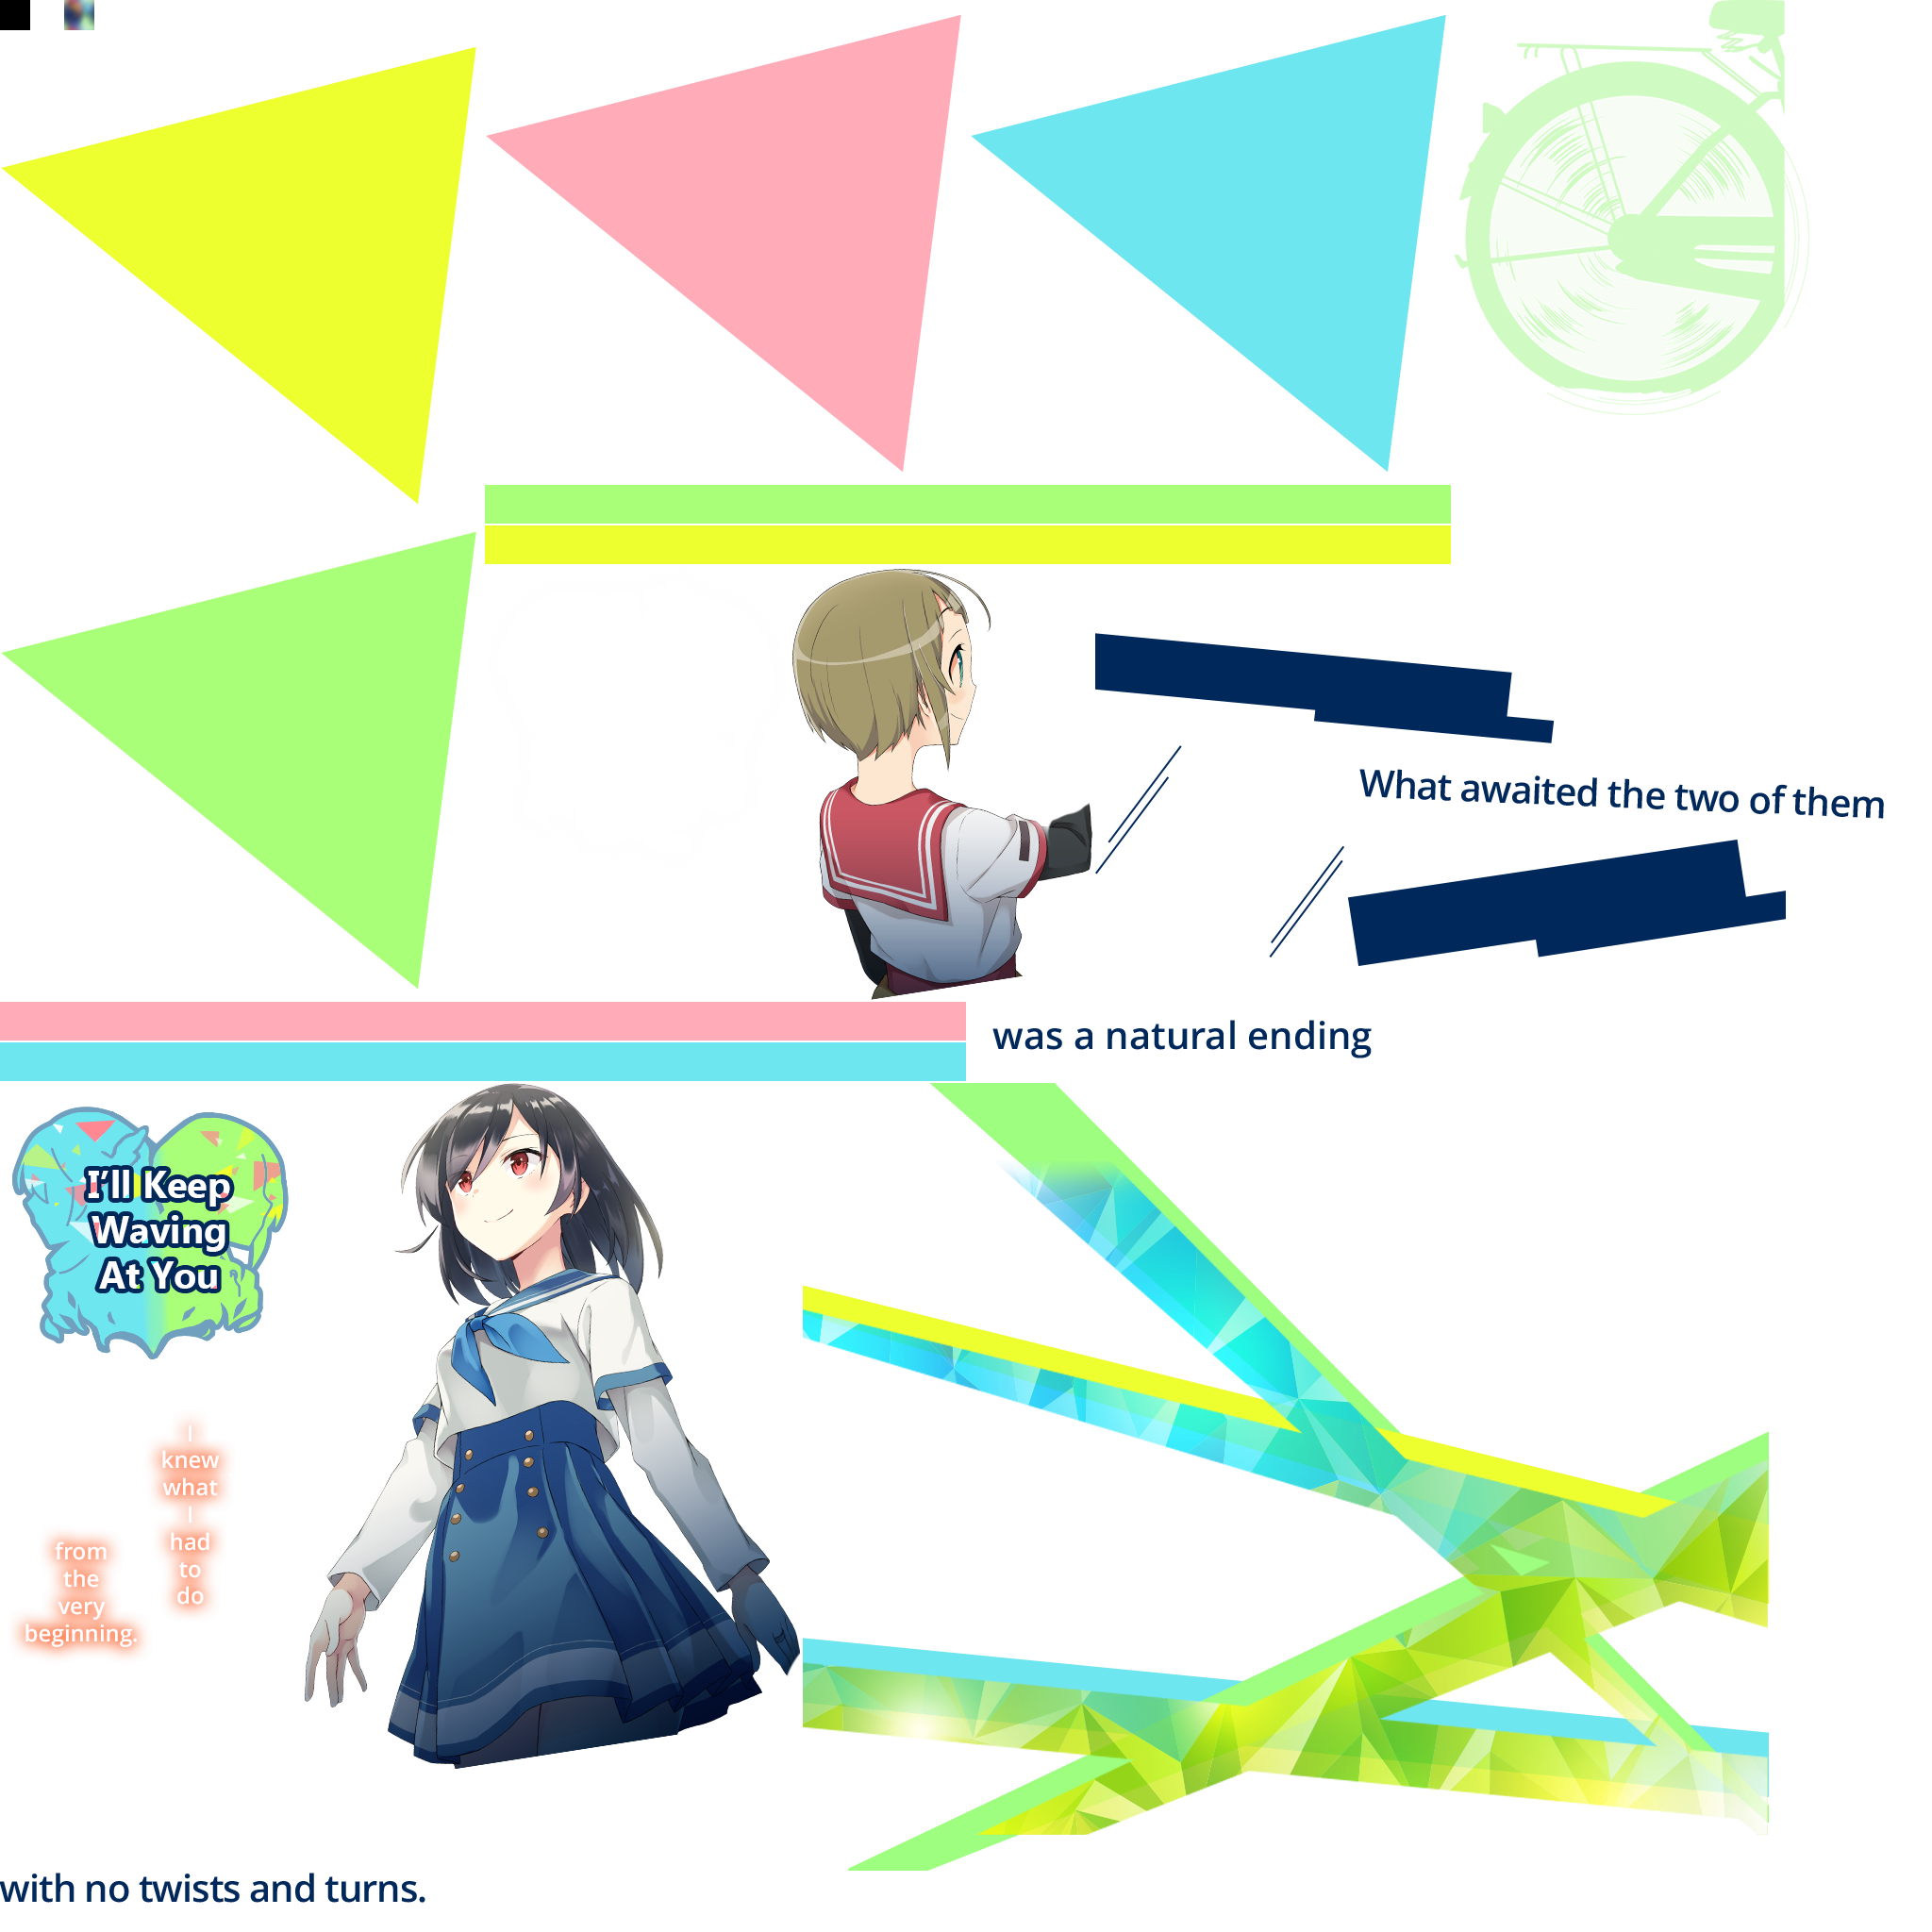 What awaited the two of them
was a natural ending
I'll Keep
Waving
At You
I
knew
what
I
had
to
do
from
the
very
beginning.
with no twists and turns.